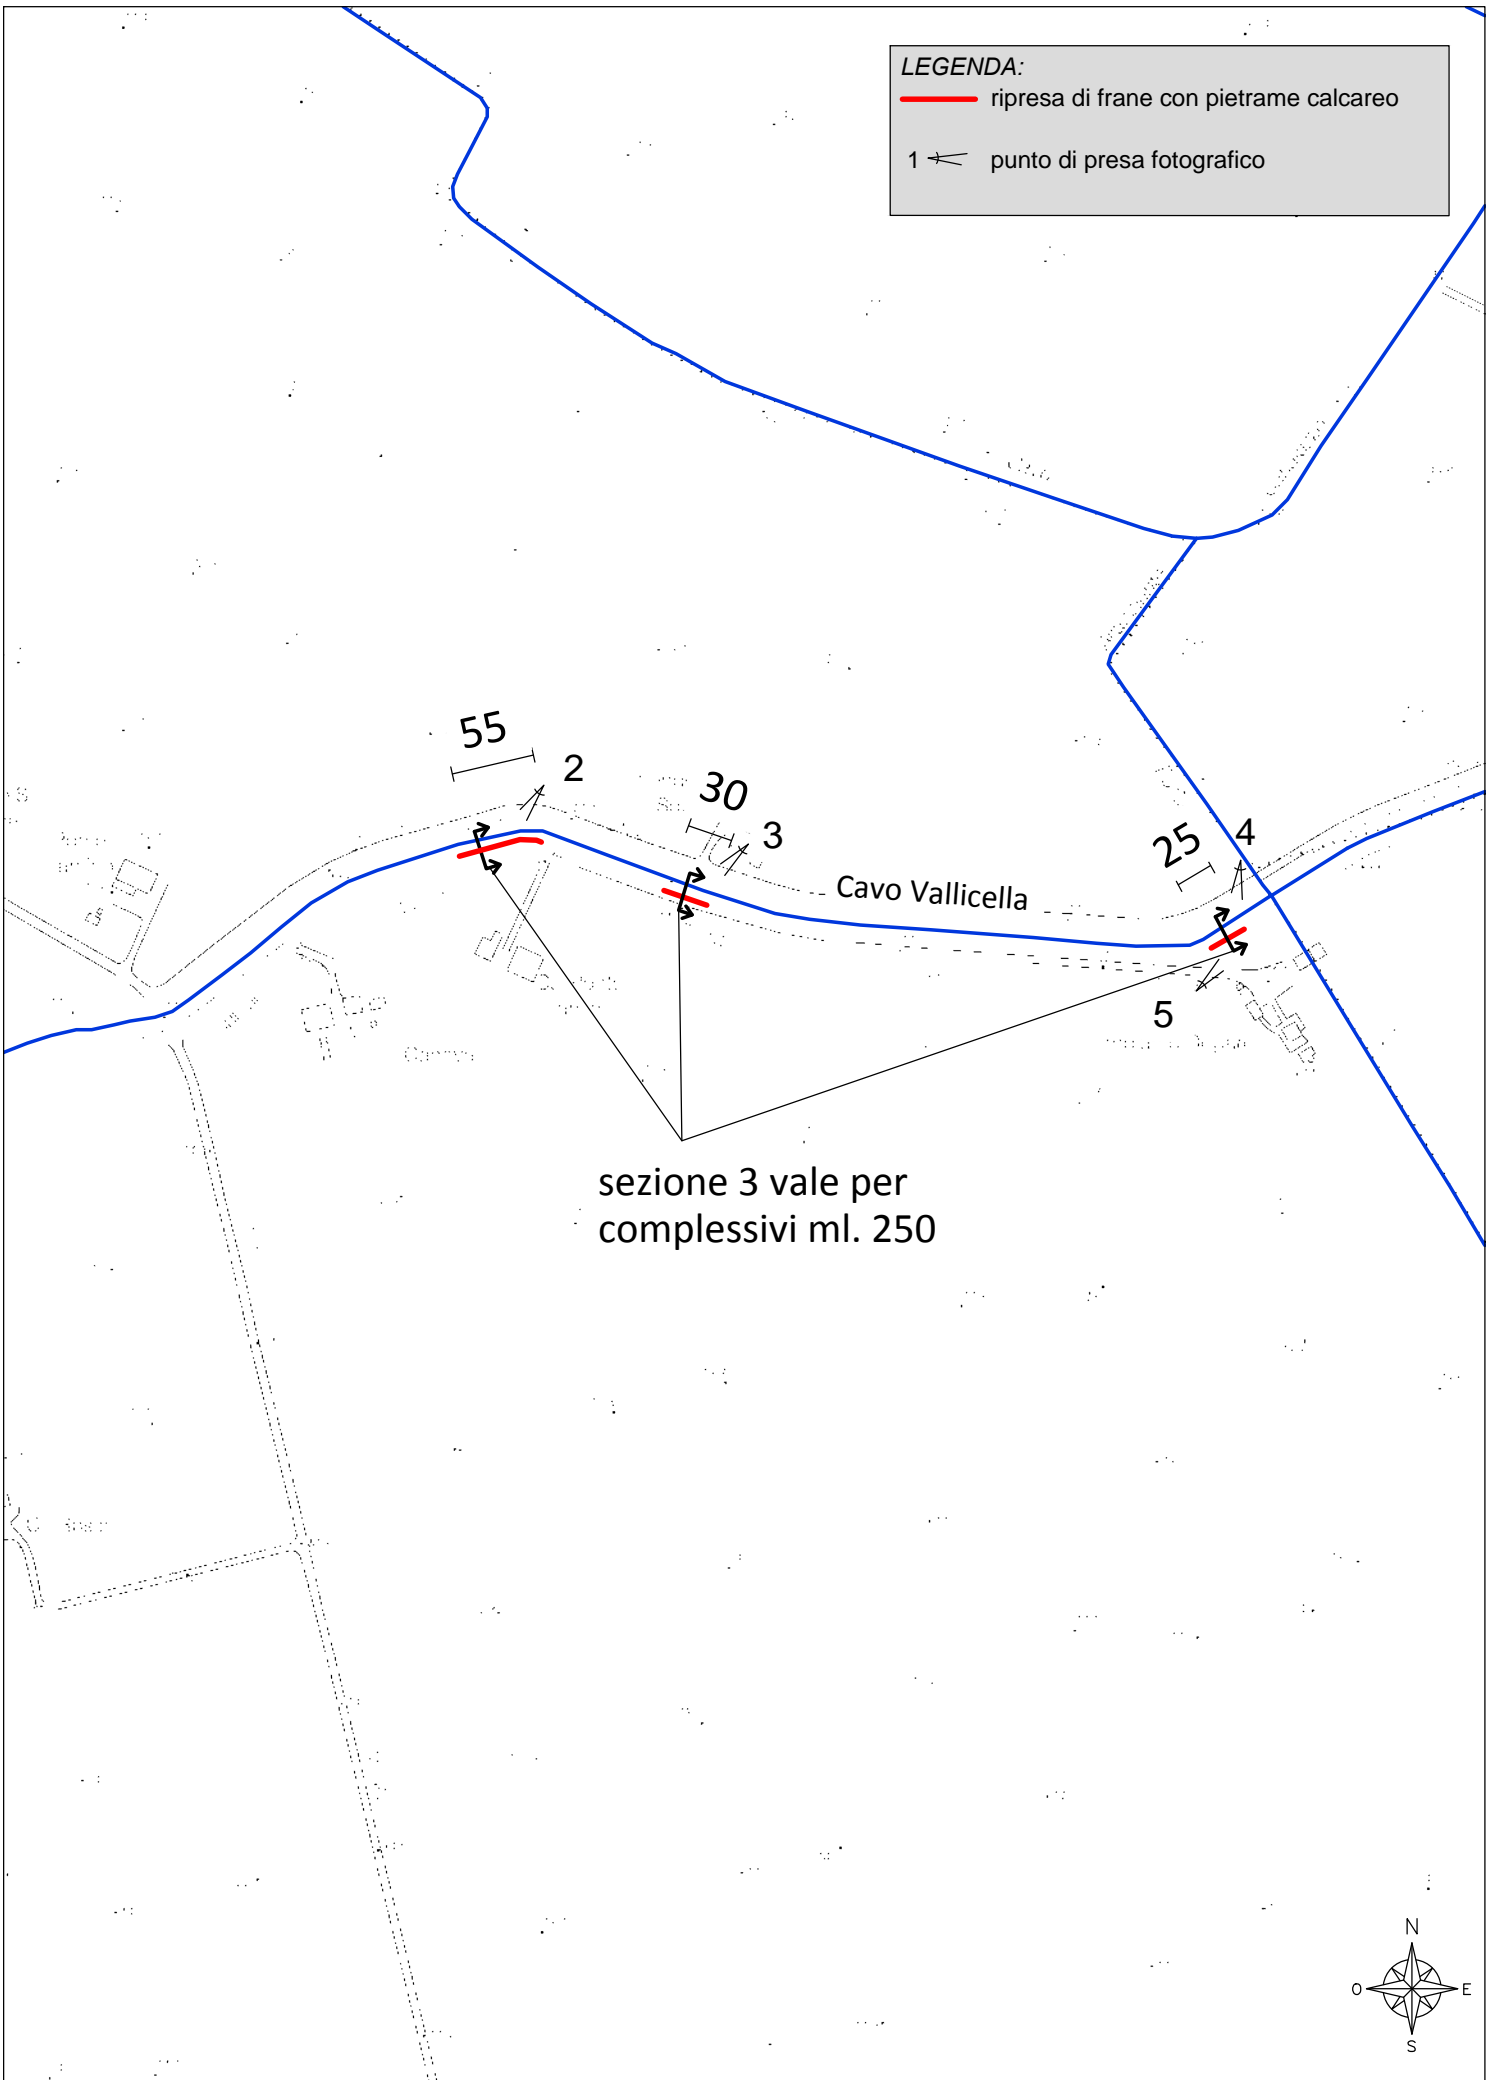 LEGENDA:
ripresa di frane con pietrame calcareo
1 punto di presa fotografico
55
2
30
3
25
4
Cavo Vallicella
5
sezione 3 vale per
complessivi ml. 250
N
O E
S